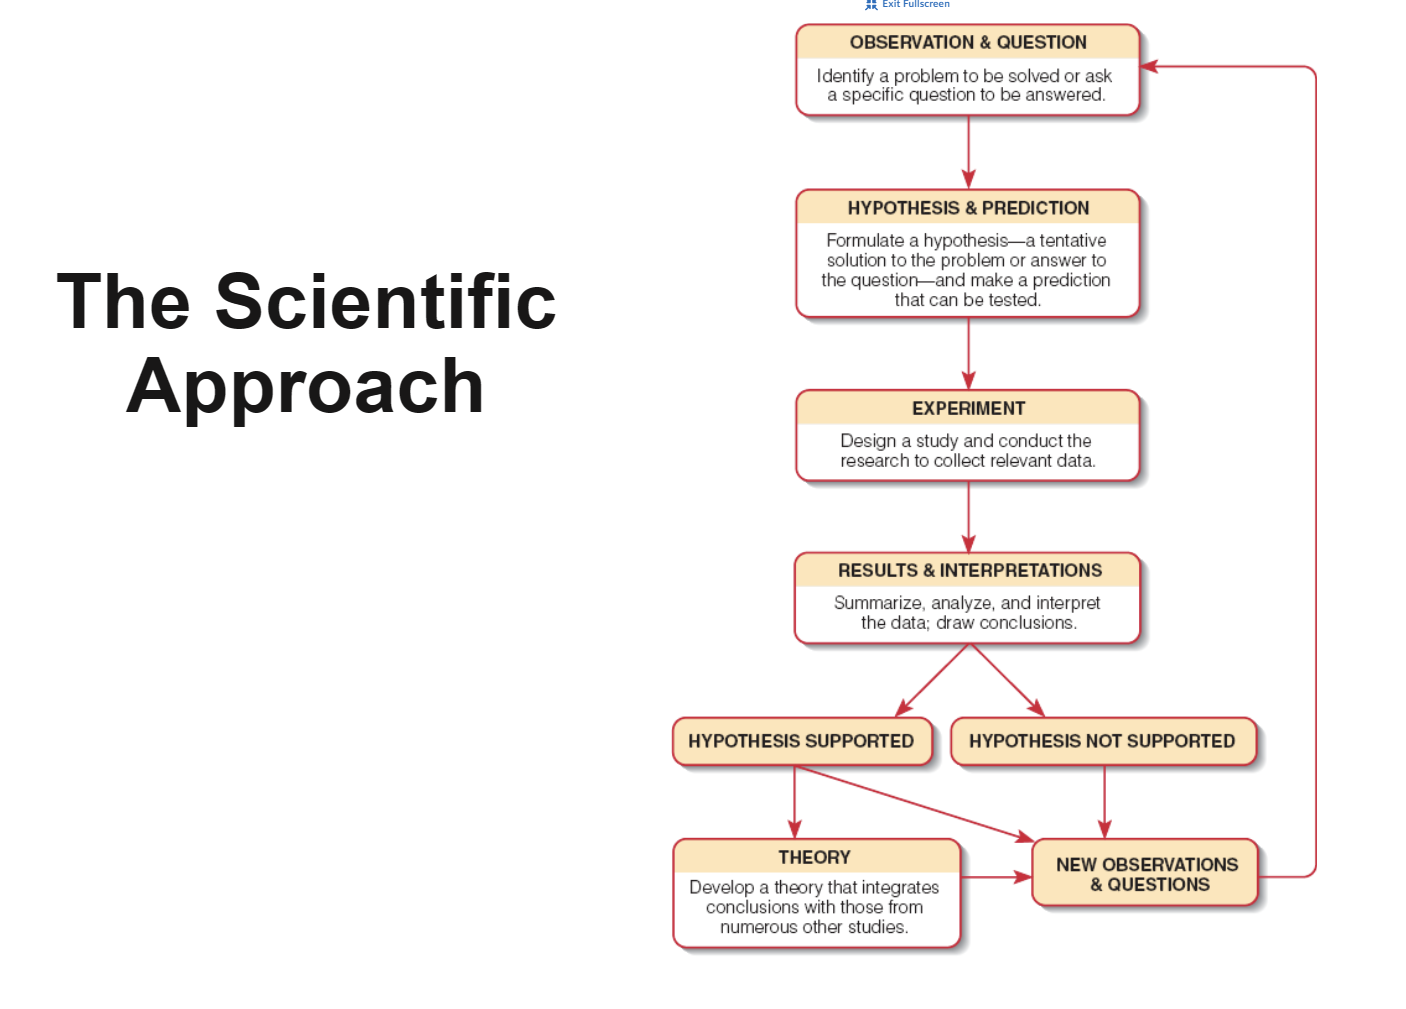 Exit Fullscreen
The Scientific
Approach
OBSERVATION & QUESTION
Identify a problem to be solved or ask
a specific question to be answered.
HYPOTHESIS & PREDICTION
Formulate a hypothesis—a tentative
solution to the problem or answer to
the question—and make a prediction
that can be tested.
EXPERIMENT
Design a study and conduct the
research to collect relevant data.
RESULTS & INTERPRETATIONS
Summarize, analyze, and interpret
the data; draw conclusions.
HYPOTHESIS SUPPORTED
HYPOTHESIS NOT SUPPORTED
THEORY
Develop a theory that integrates
conclusions with those from
numerous other studies.
NEW OBSERVATIONS
& QUESTIONS